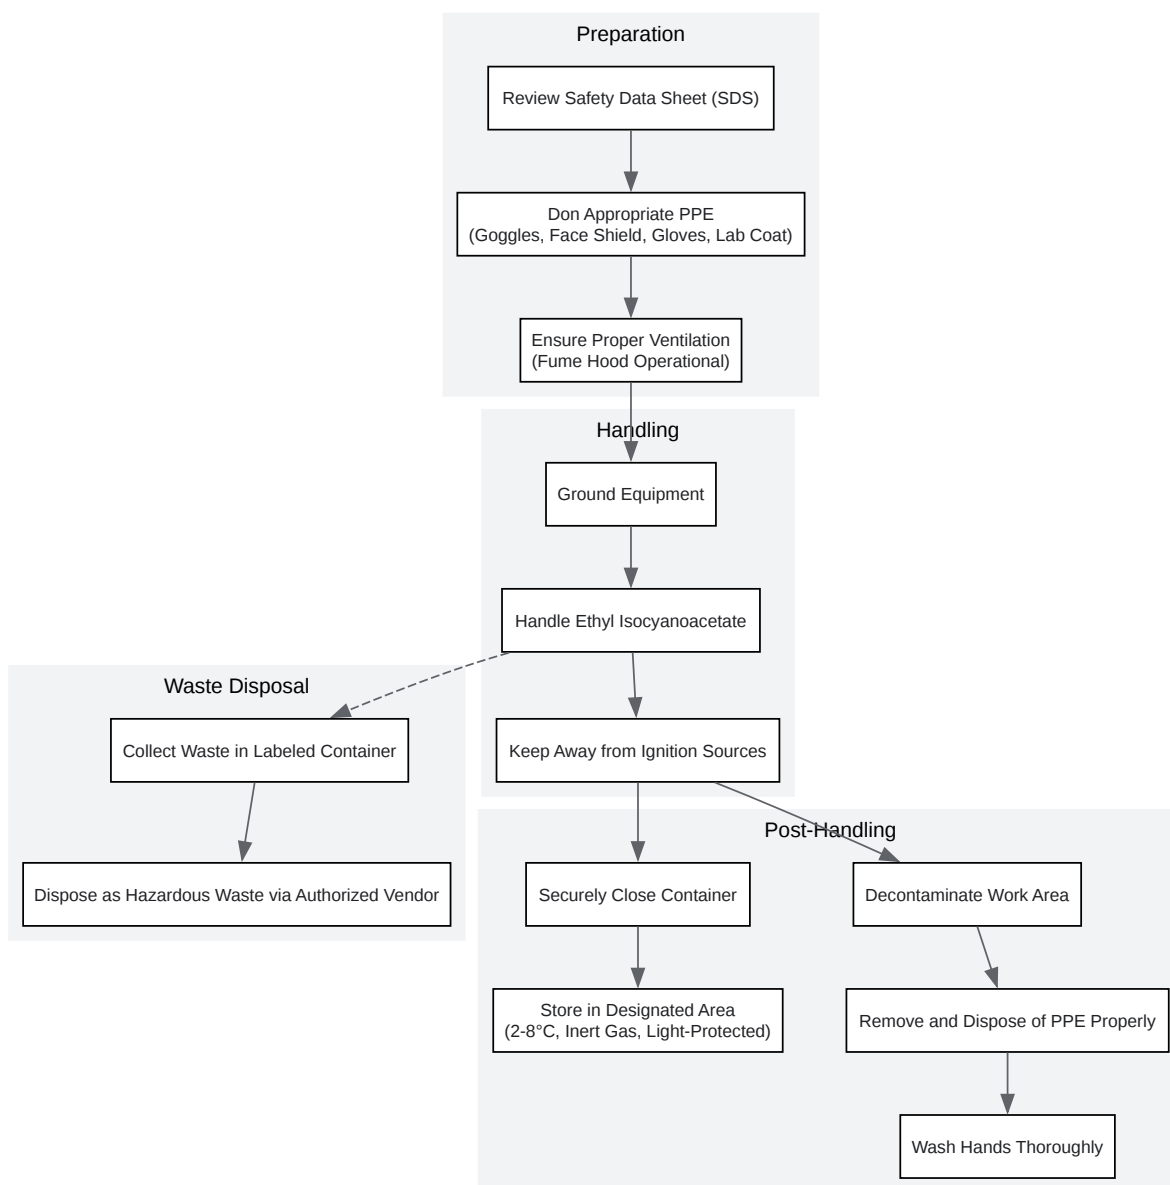 Preparation
Review Safety Data Sheet (SDS)
Don Appropriate PPE
(Goggles, Face Shield, Gloves, Lab Coat)
Ensure Proper Ventilation
(Fume Hood Operational)
Handling
Ground Equipment
Handle Ethyl Isocyanoacetate
Keep Away from Ignition Sources
Waste Disposal
Collect Waste in Labeled Container
Dispose as Hazardous Waste via Authorized Vendor
Post-Handling
Securely Close Container
Store in Designated Area
(2-8°C, Inert Gas, Light-Protected)
Decontaminate Work Area
Remove and Dispose of PPE Properly
Wash Hands Thoroughly